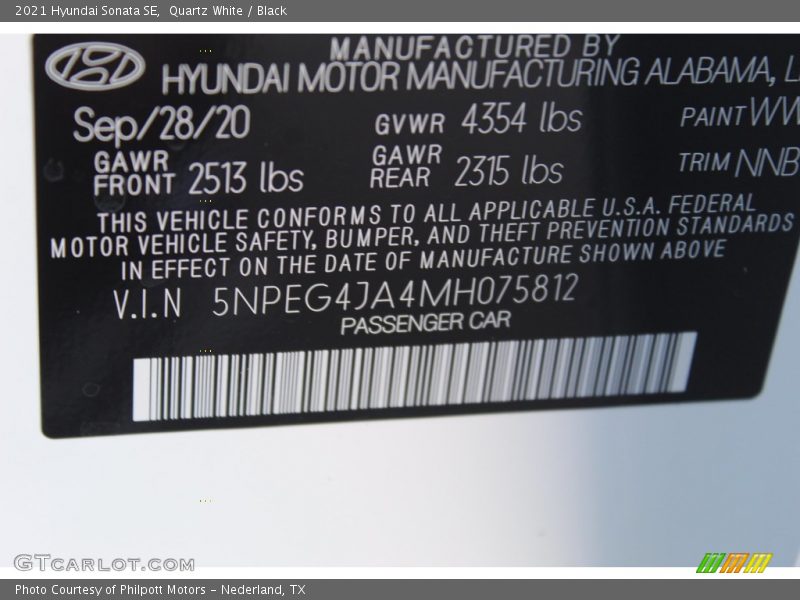 2021 Hyundai Sonata SE,  Quartz White / Black
MANUFACTURED BY
HYUNDAI MOTOR MANUFACTURING ALABAMA, L
Sep/28/20 GVWR 4354 lbs PAINT WW
GAWR FRONT 2513 lbs GAWR REAR 2315 lbs TRIM NNB
THIS VEHICLE CONFORMS TO ALL APPLICABLE U.S.A. FEDERAL
MOTOR VEHICLE SAFETY, BUMPER, AND THEFT PREVENTION STANDARDS
IN EFFECT ON THE DATE OF MANUFACTURE SHOWN ABOVE
V.I.N 5NPEG4JA4MH075812
PASSENGER CAR
GTCARLOT.COM
Photo Courtesy of Philpott Motors - Nederland, TX